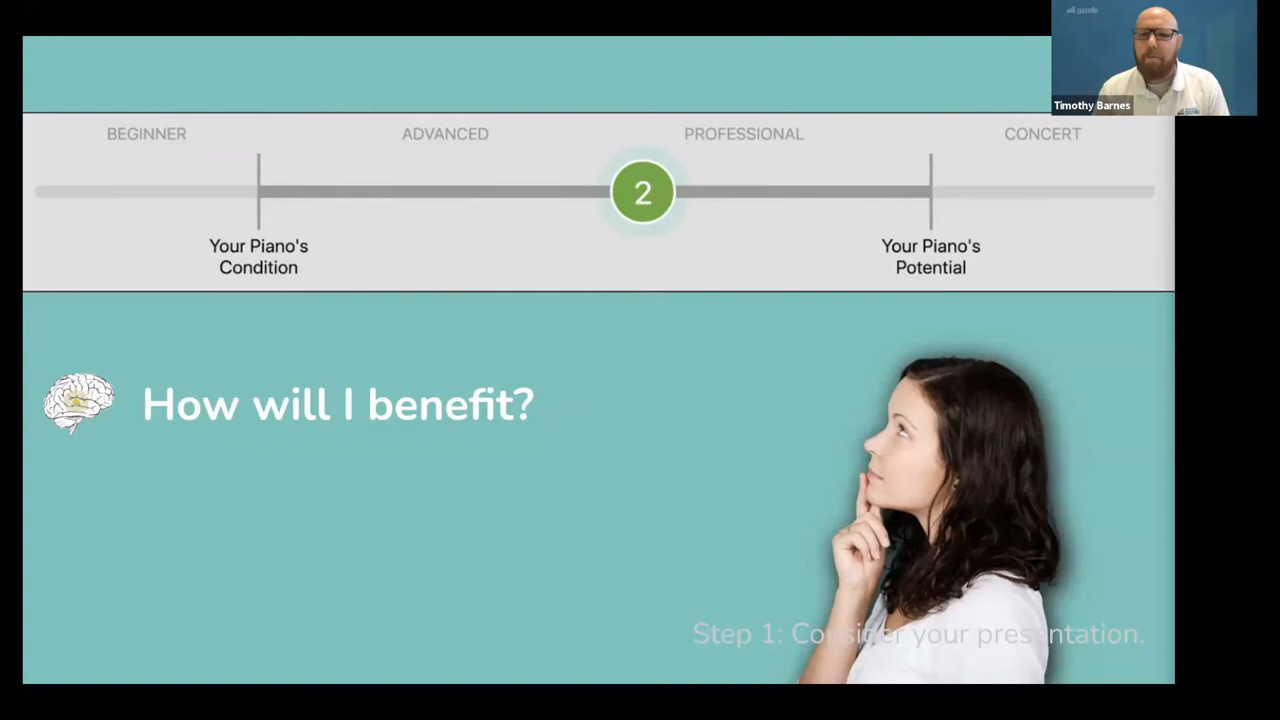 gazelle
Timothy Barnes
BEGINNER ADVANCED PROFESSIONAL CONCERT
2
Your Piano's
Condition
Your Piano's
Potential
How will I benefit?
Step 1: Consider your presentation.